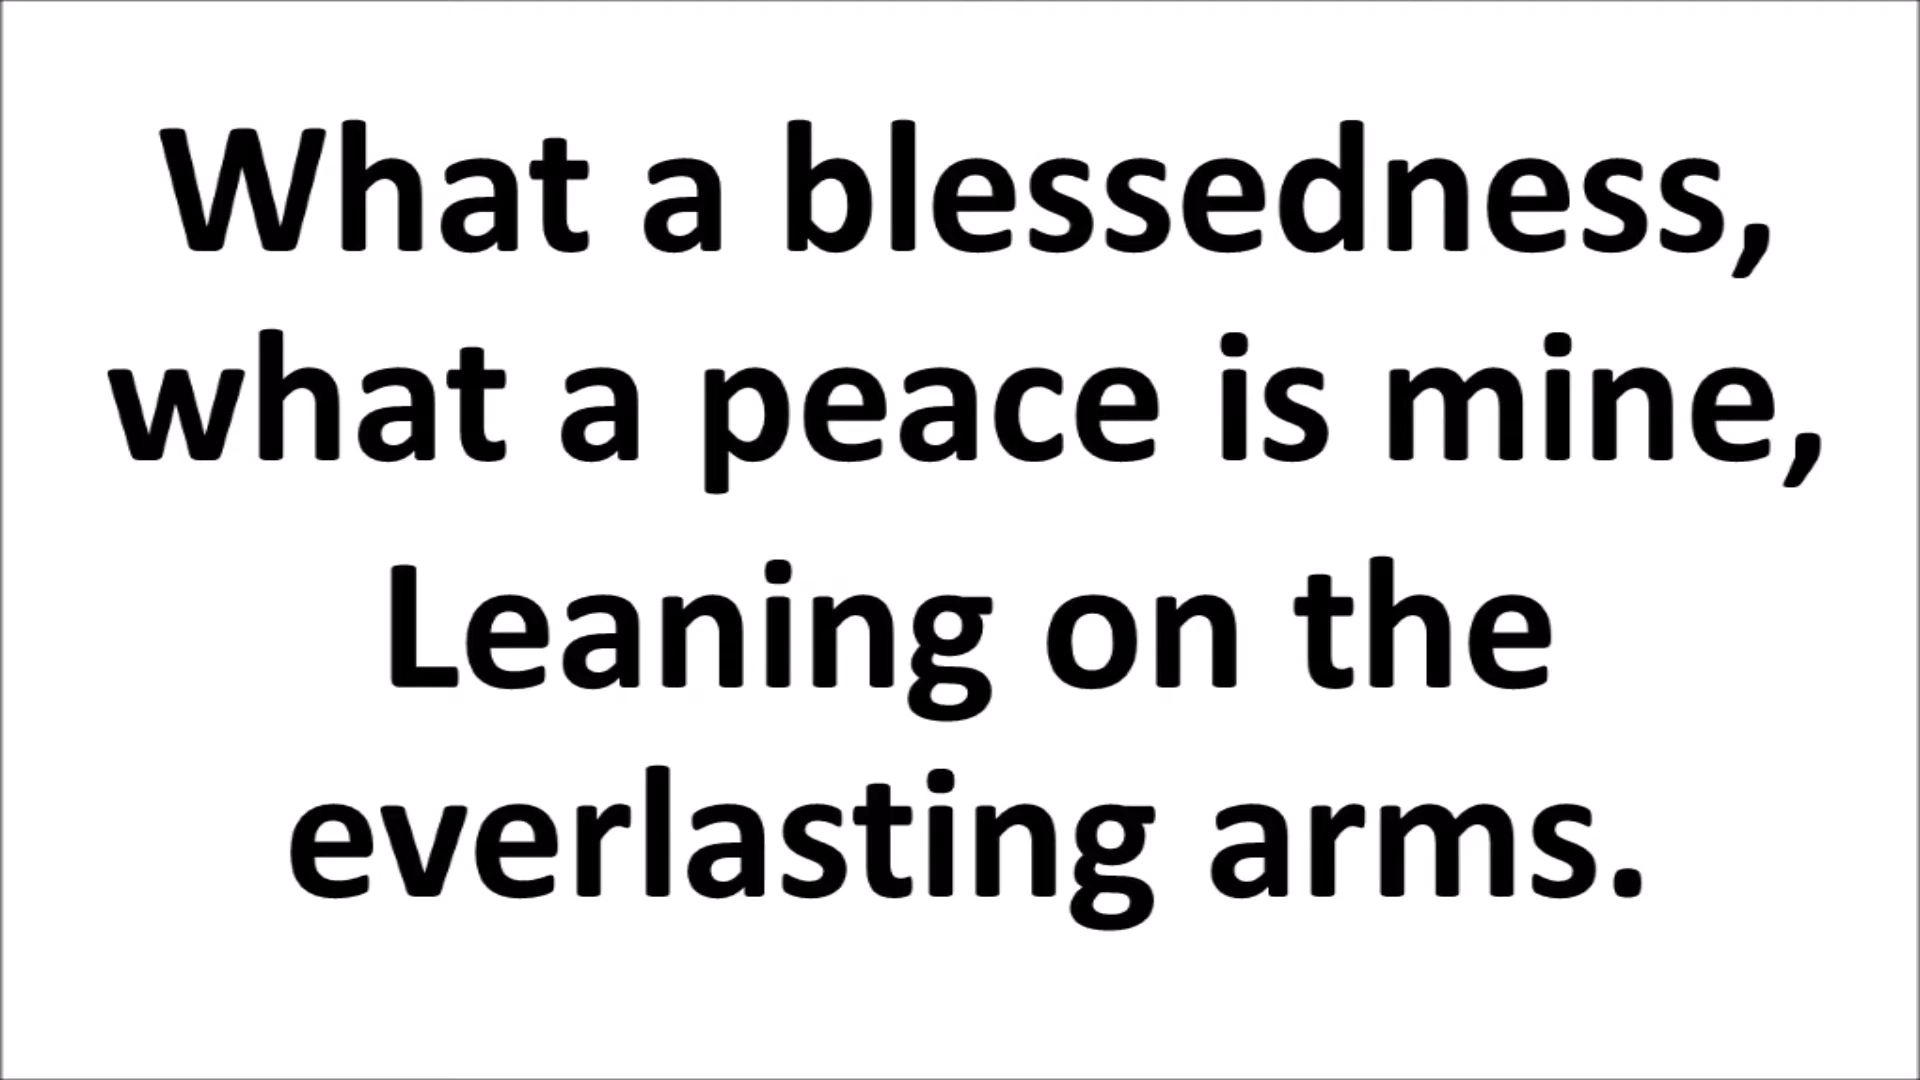 What a blessedness,
what a peace is mine,
Leaning on the
everlasting arms.